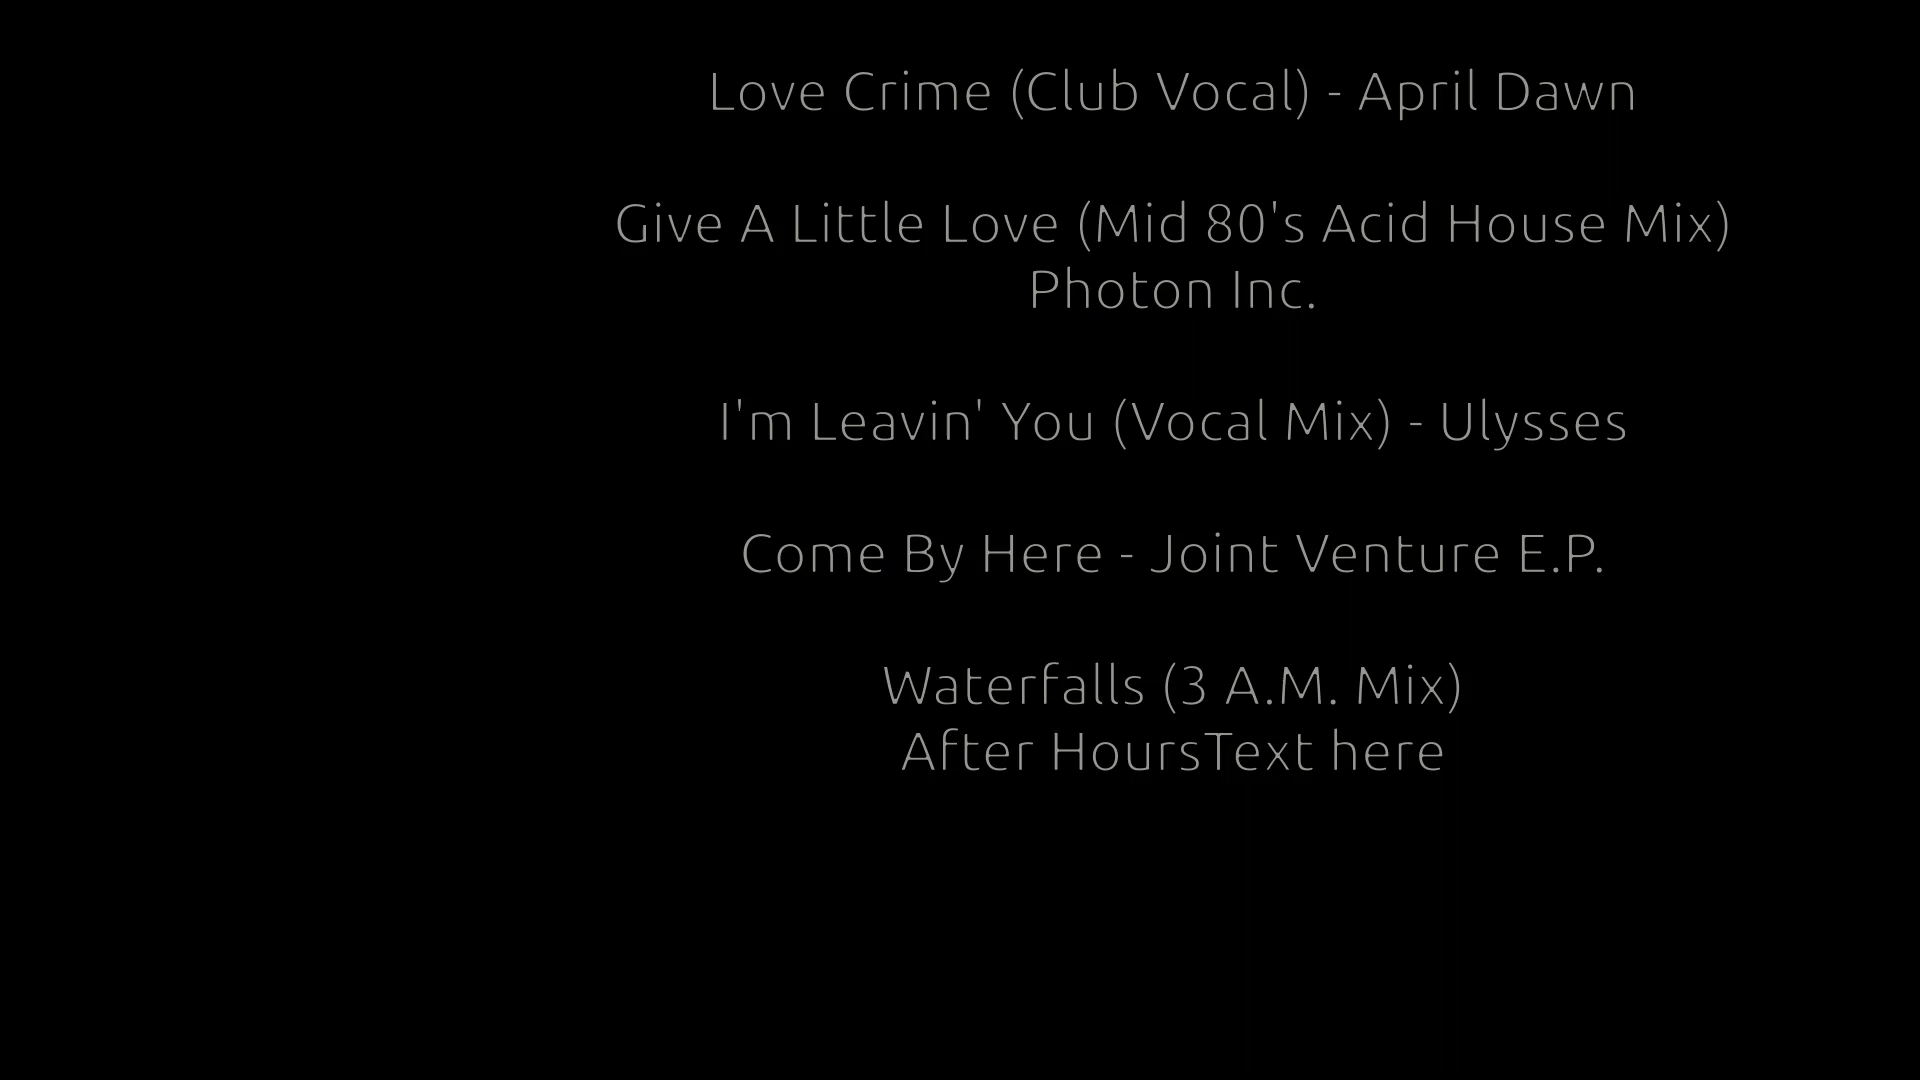 Love Crime (Club Vocal) - April Dawn
Give A Little Love (Mid 80's Acid House Mix)
Photon Inc.
I'm Leavin' You (Vocal Mix) - Ulysses
Come By Here - Joint Venture E.P.
Waterfalls (3 A.M. Mix)
After HoursText here